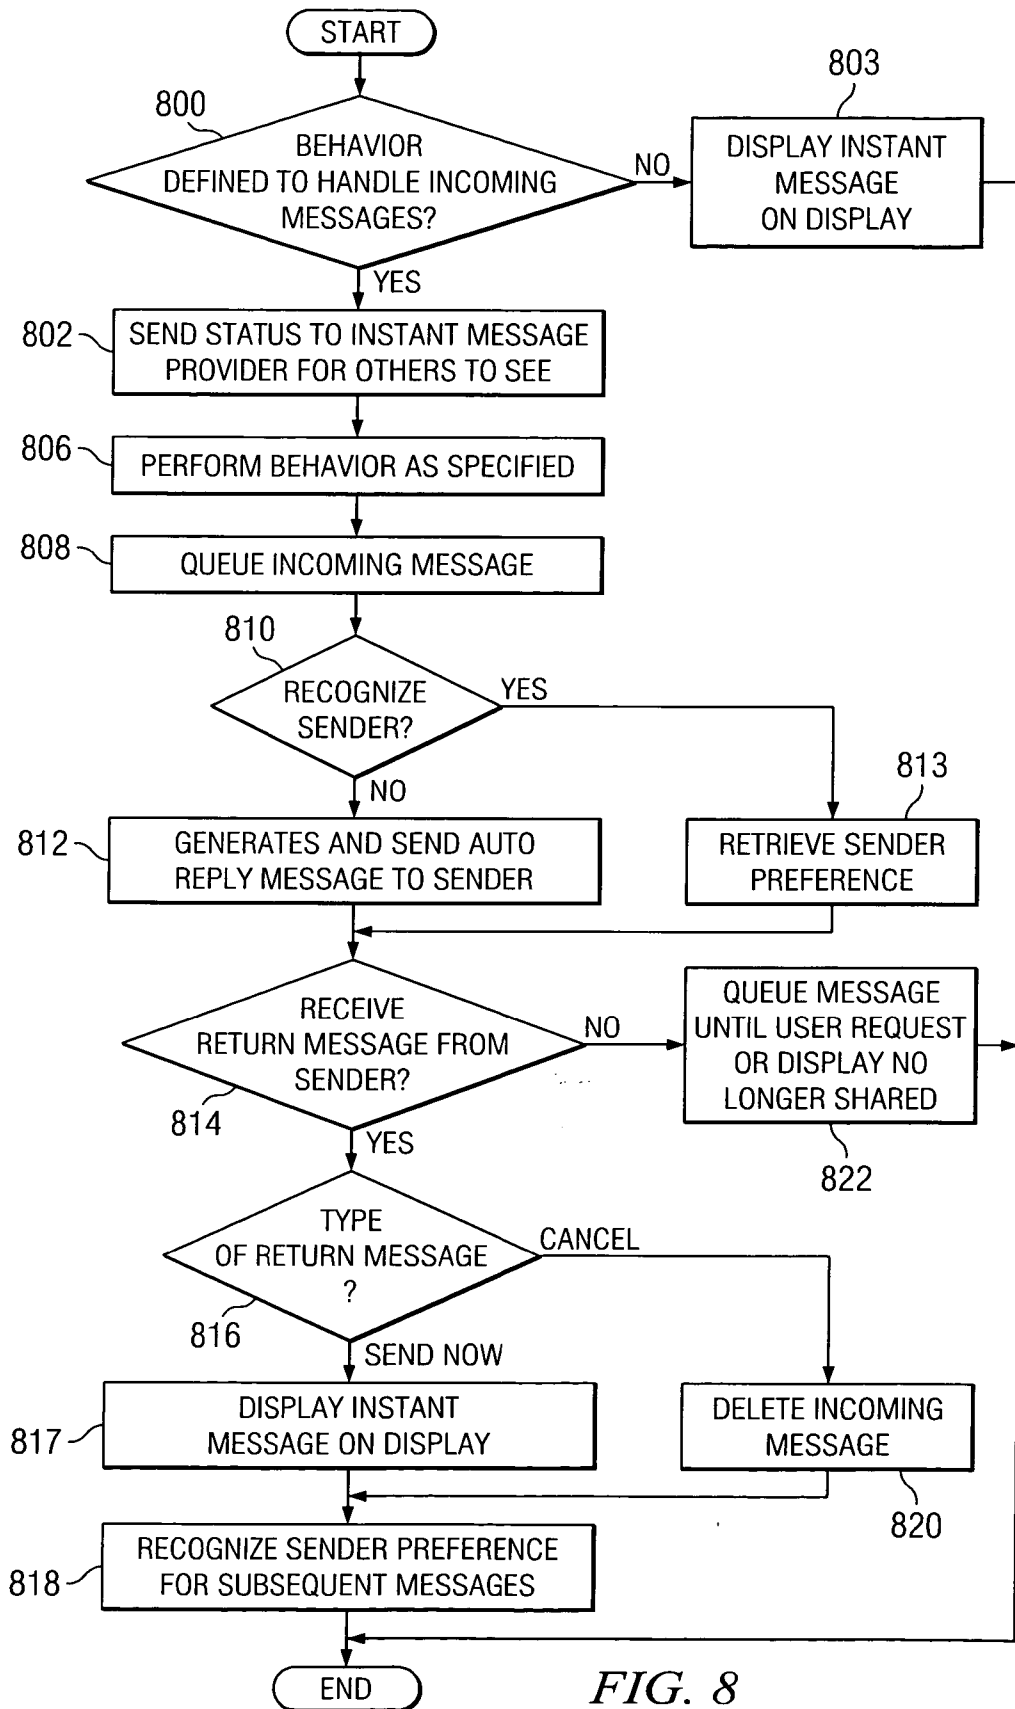 START
800
BEHAVIOR
DEFINED TO HANDLE INCOMING
MESSAGES?
NO
803
DISPLAY INSTANT
MESSAGE
ON DISPLAY
YES
802
SEND STATUS TO INSTANT MESSAGE
PROVIDER FOR OTHERS TO SEE
806
PERFORM BEHAVIOR AS SPECIFIED
808
QUEUE INCOMING MESSAGE
810
RECOGNIZE
SENDER?
YES
NO
813
812
GENERATES AND SEND AUTO
REPLY MESSAGE TO SENDER
RETRIEVE SENDER
PREFERENCE
RECEIVE
RETURN MESSAGE FROM
SENDER?
814
NO
QUEUE MESSAGE
UNTIL USER REQUEST
OR DISPLAY NO
LONGER SHARED
822
YES
TYPE
OF RETURN MESSAGE
?
816
CANCEL
SEND NOW
817
DISPLAY INSTANT
MESSAGE ON DISPLAY
DELETE INCOMING
MESSAGE
820
818
RECOGNIZE SENDER PREFERENCE
FOR SUBSEQUENT MESSAGES
END
FIG. 8